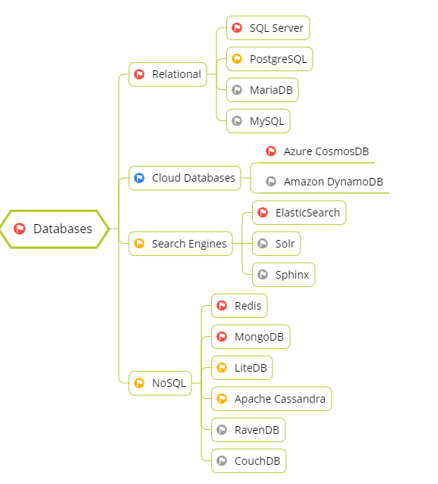 Databases
Relational
SQL Server
PostgreSQL
MariaDB
MySQL
Cloud Databases
Azure CosmosDB
Amazon DynamoDB
Search Engines
ElasticSearch
Solr
Sphinx
NoSQL
Redis
MongoDB
LiteDB
Apache Cassandra
RavenDB
CouchDB